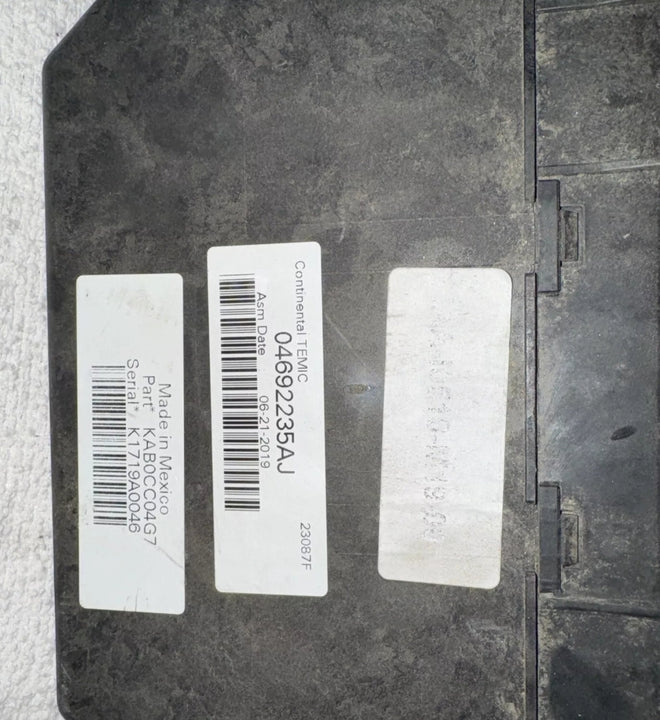 Continental TEMIC
04692235AJ
23087F
Asm Date 06-21-2019
Made in Mexico
Part* KAB0CC04G7
Serial* K1719A0046